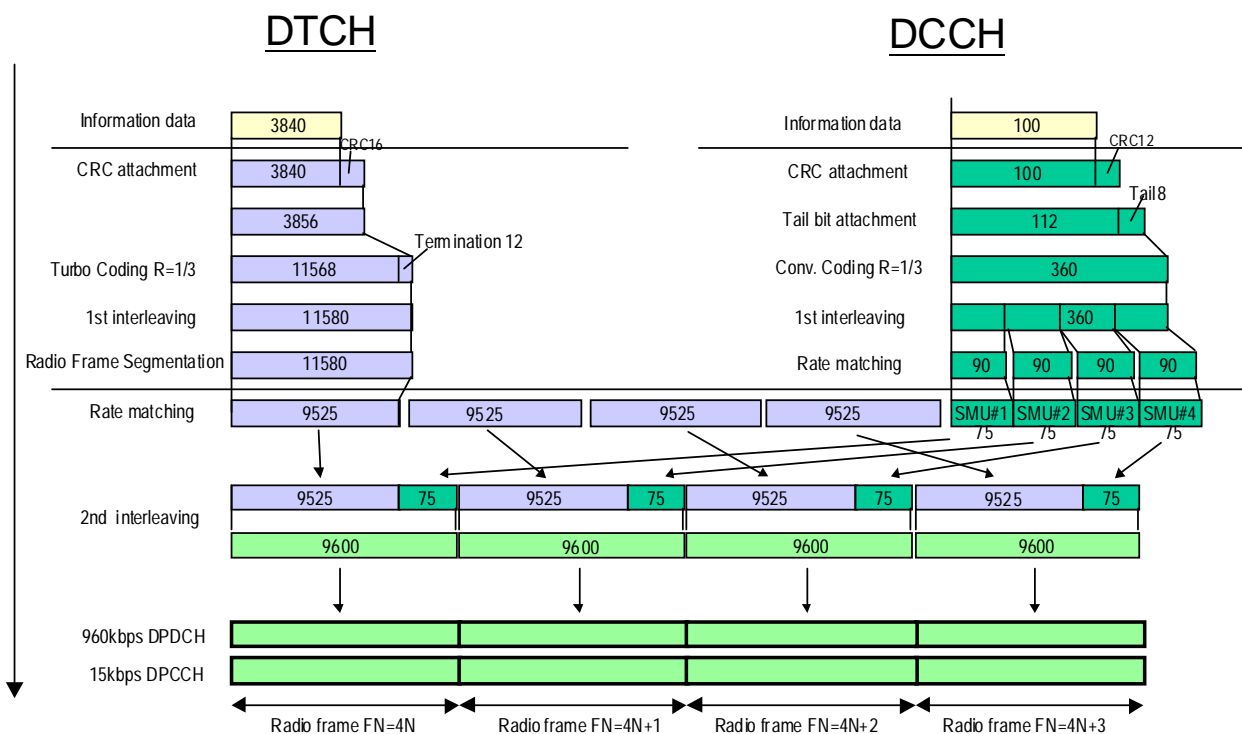 DTCH DCCH
Information data 3840 Information data 100
CRC16 CRC12
CRC attachment 3840 CRC attachment 100
Tail8
3856 Tail bit attachment 112
Termination 12
Turbo Coding R=1/3 11568 Conv. Coding R=1/3 360
1st interleaving 11580 1st interleaving 360
Radio Frame Segmentation 11580 Rate matching 90 90 90 90
Rate matching 9525 9525 9525 9525 SMU#1 SMU#2 SMU#3 SMU#4
75 75 75 75
9525 75 9525 75 9525 75 9525 75
2nd interleaving
9600 9600 9600 9600
960kbps DPDCH
15kbps DPCCH
Radio frame FN=4N Radio frame FN=4N+1 Radio frame FN=4N+2 Radio frame FN=4N+3